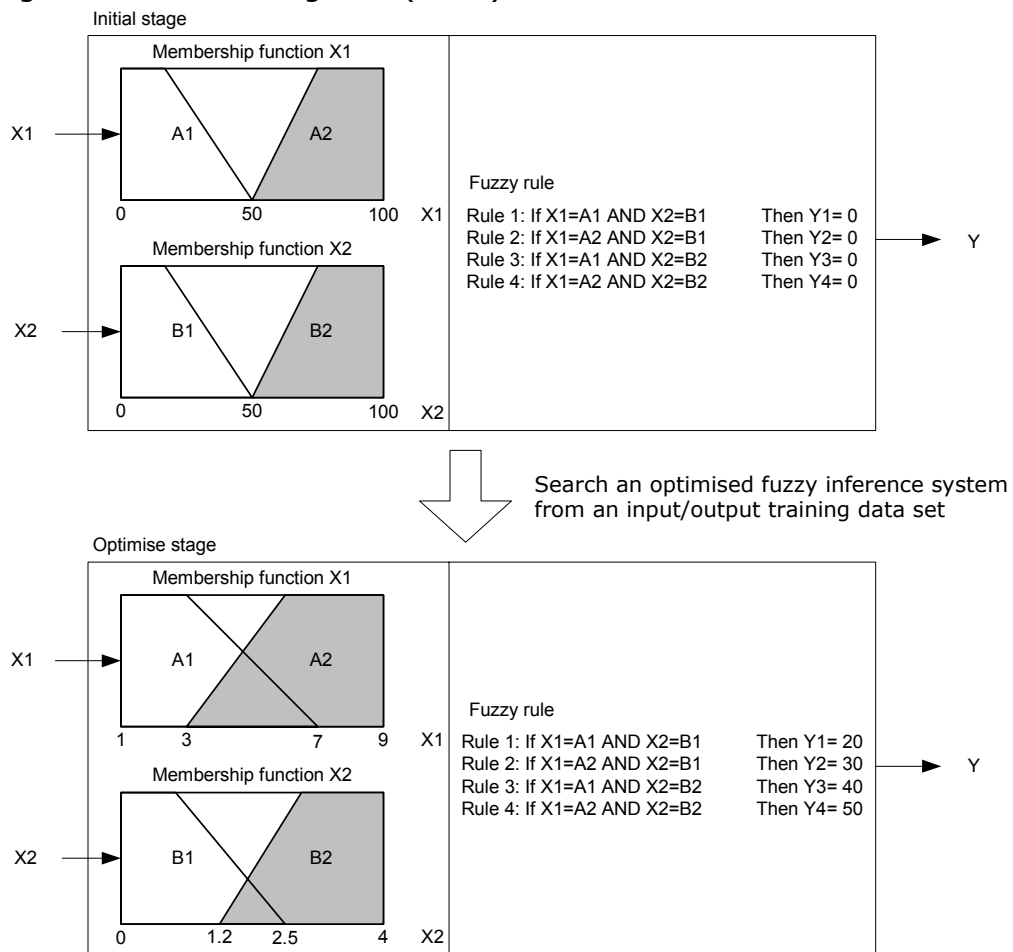 Initial stage
Membership function X1
X1
A1 A2
0 50 100 X1
Membership function X2
X2
B1 B2
0 50 100 X2
Fuzzy rule
Rule 1: If X1=A1 AND X2=B1 Then Y1= 0
Rule 2: If X1=A2 AND X2=B1 Then Y2= 0
Rule 3: If X1=A1 AND X2=B2 Then Y3= 0
Rule 4: If X1=A2 AND X2=B2 Then Y4= 0
Y
Search an optimised fuzzy inference system
from an input/output training data set
Optimise stage
Membership function X1
X1
A1 A2
1 3 7 9 X1
Membership function X2
X2
B1 B2
0 1.2 2.5 4 X2
Fuzzy rule
Rule 1: If X1=A1 AND X2=B1 Then Y1= 20
Rule 2: If X1=A2 AND X2=B1 Then Y2= 30
Rule 3: If X1=A1 AND X2=B2 Then Y3= 40
Rule 4: If X1=A2 AND X2=B2 Then Y4= 50
Y